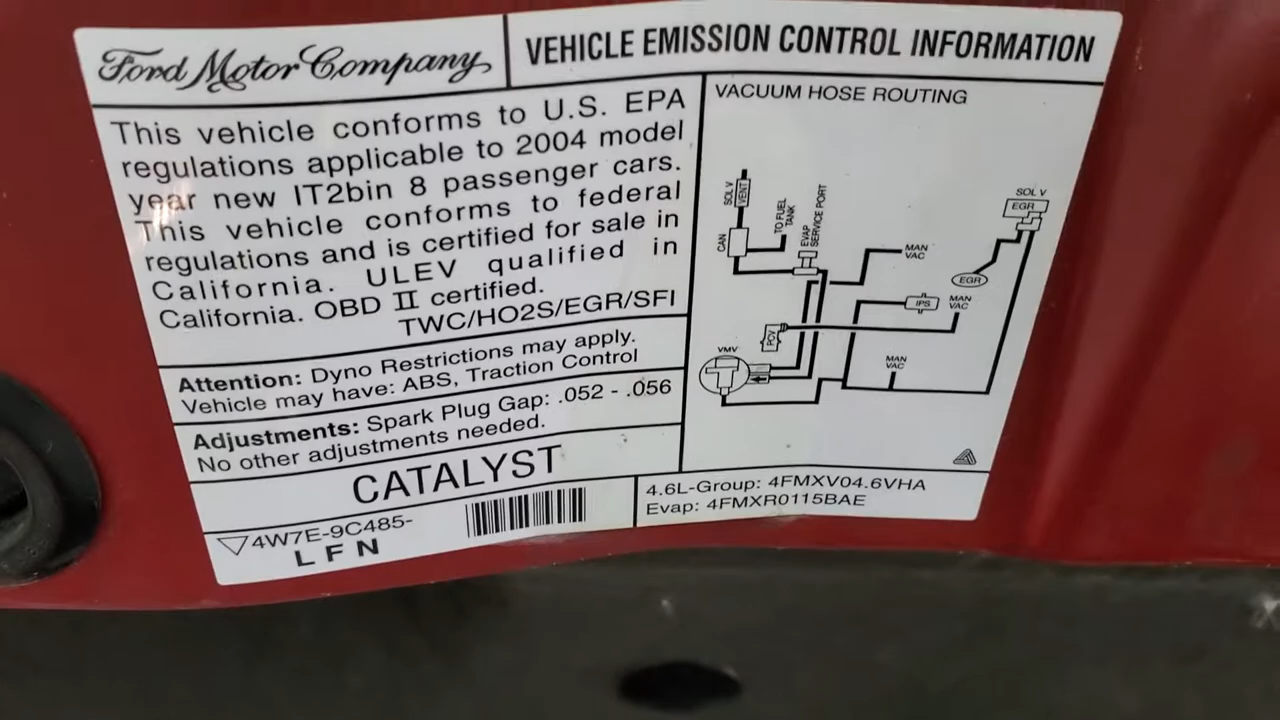 Ford Motor Company
VEHICLE EMISSION CONTROL INFORMATION
This vehicle conforms to U.S. EPA
regulations applicable to 2004 model
year new IT2bin 8 passenger cars.
This vehicle conforms to federal
regulations and is certified for sale in
California. ULEV qualified in
California. OBD II certified.
TWC/HO2S/EGR/SFI
Attention: Dyno Restrictions may apply.
Vehicle may have: ABS, Traction Control
Adjustments: Spark Plug Gap: .052 - .056
No other adjustments needed.
CATALYST
4W7E-9C485-
LFN
VACUUM HOSE ROUTING
SOL V
VENT
CAN
TO FUEL
TANK
EVAP
SERVICE PORT
MAN
VAC
SOL V
EGR
EGR
IPS
MAN
VAC
PCV
VMV
MAN
VAC
4.6L-Group: 4FMXV04.6VHA
Evap: 4FMXR0115BAE